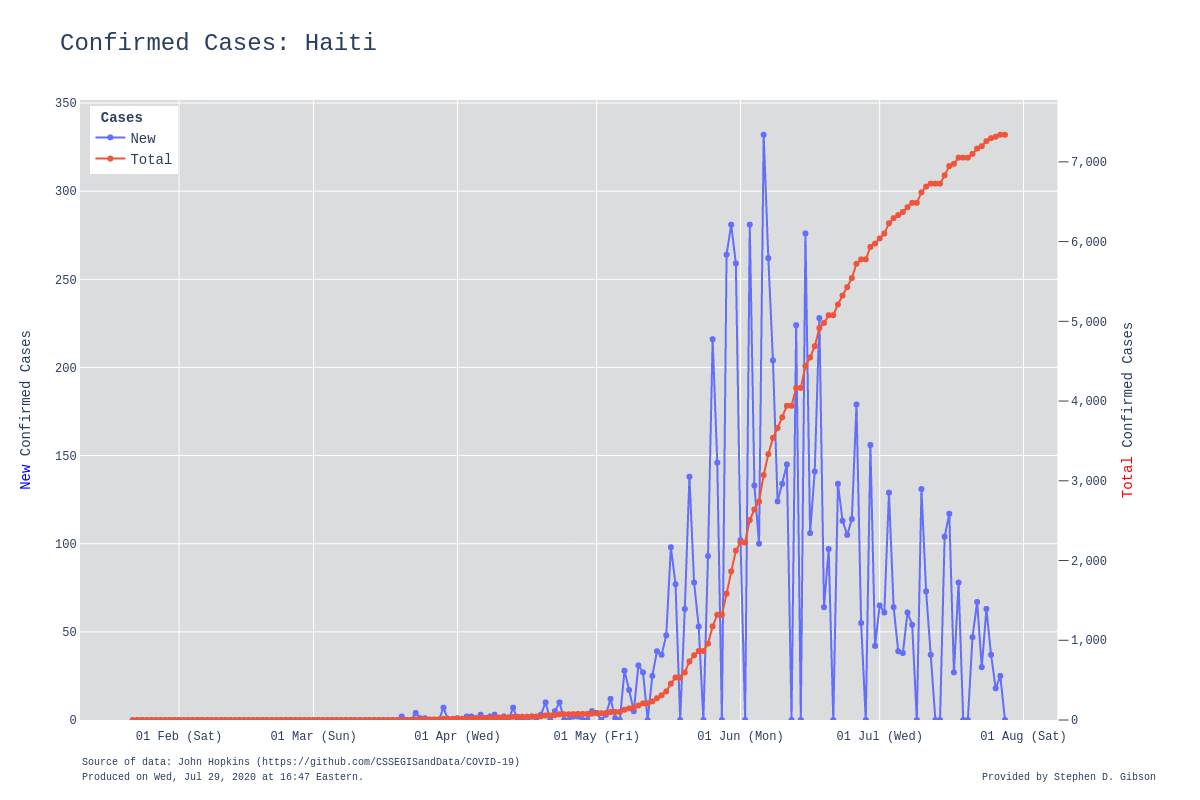 Confirmed Cases: Haiti
Cases
New
Total
350
300
250
200
150
100
50
0
7,000
6,000
5,000
4,000
3,000
2,000
1,000
0
New Confirmed Cases
Total Confirmed Cases
01 Feb (Sat)
01 Mar (Sun)
01 Apr (Wed)
01 May (Fri)
01 Jun (Mon)
01 Jul (Wed)
01 Aug (Sat)
Source of data: John Hopkins (https://github.com/CSSEGISandData/COVID-19)
Produced on Wed, Jul 29, 2020 at 16:47 Eastern.
Provided by Stephen D. Gibson